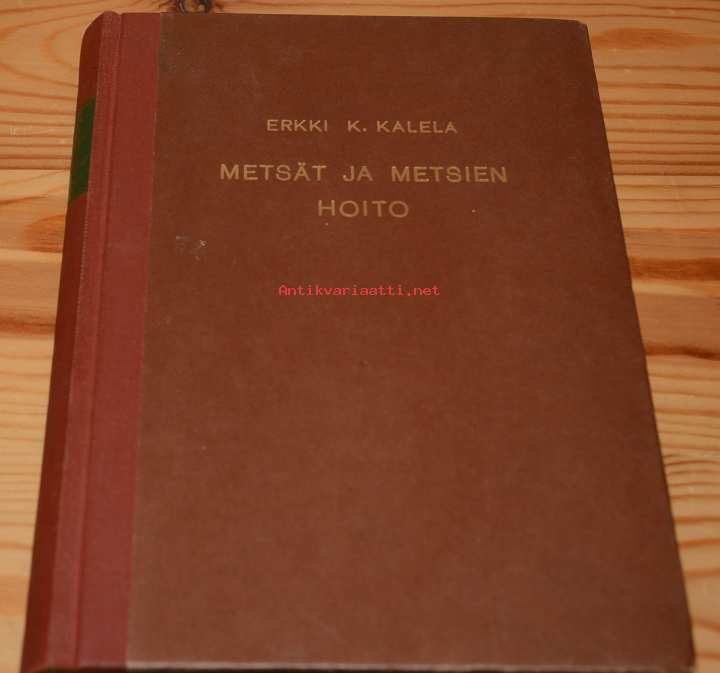 ERKKI K. KALELA
METSÄT JA METSIEN
HOITO
Antikvariaatti.net